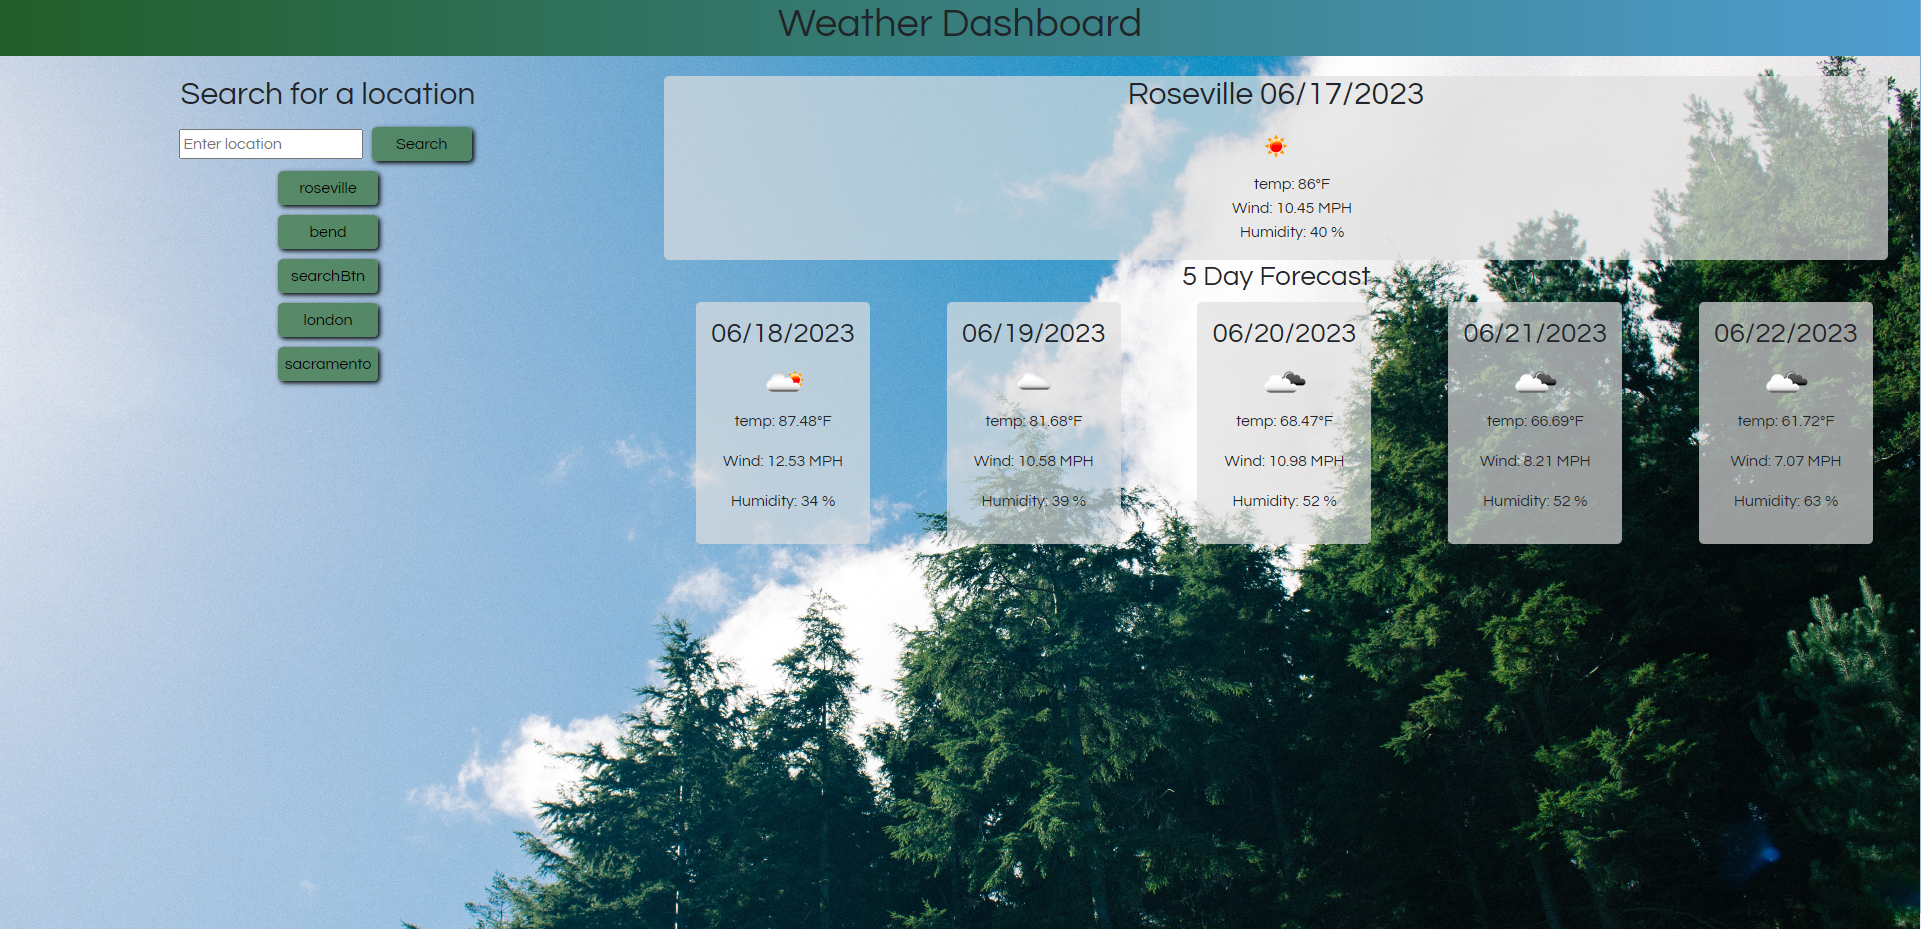 Weather Dashboard
Search for a location
Enter location
Search
roseville
bend
searchBtn
london
sacramento
Roseville 06/17/2023
temp: 86°F
Wind: 10.45 MPH
Humidity: 40 %
5 Day Forecast
06/18/2023
temp: 87.48°F
Wind: 12.53 MPH
Humidity: 34 %
06/19/2023
temp: 81.68°F
Wind: 10.58 MPH
Humidity: 39 %
06/20/2023
temp: 68.47°F
Wind: 10.98 MPH
Humidity: 52 %
06/21/2023
temp: 66.69°F
Wind: 8.21 MPH
Humidity: 52 %
06/22/2023
temp: 61.72°F
Wind: 7.07 MPH
Humidity: 63 %